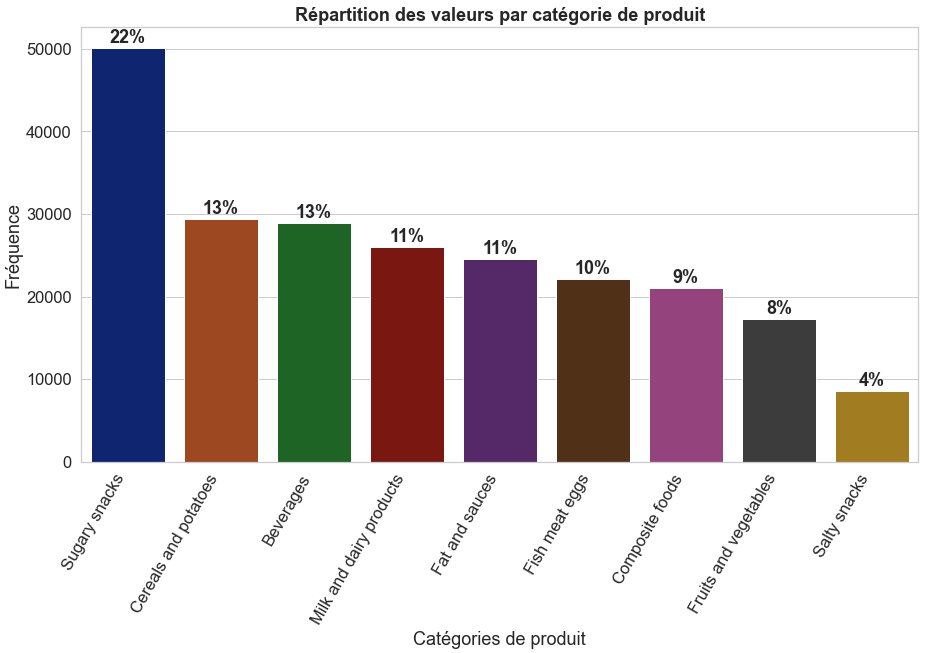 Répartition des valeurs par catégorie de produit
Fréquence
50000
40000
30000
20000
10000
0
22%
13%
13%
11%
11%
10%
9%
8%
4%
Sugary snacks
Cereals and potatoes
Beverages
Milk and dairy products
Fat and sauces
Fish meat eggs
Composite foods
Fruits and vegetables
Salty snacks
Catégories de produit